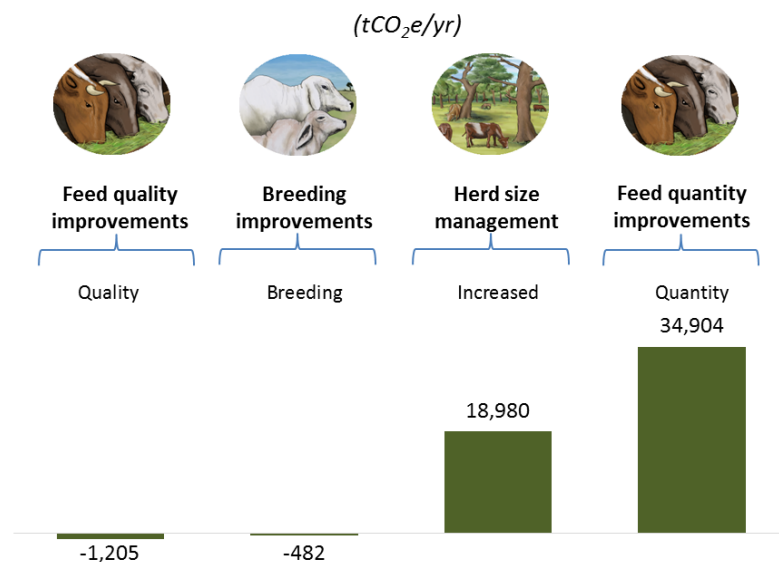 (tCO₂e/yr)
Feed quality improvements
Breeding improvements
Herd size management
Feed quantity improvements
Quality
Breeding
Increased
Quantity
34,904
18,980
-1,205
-482